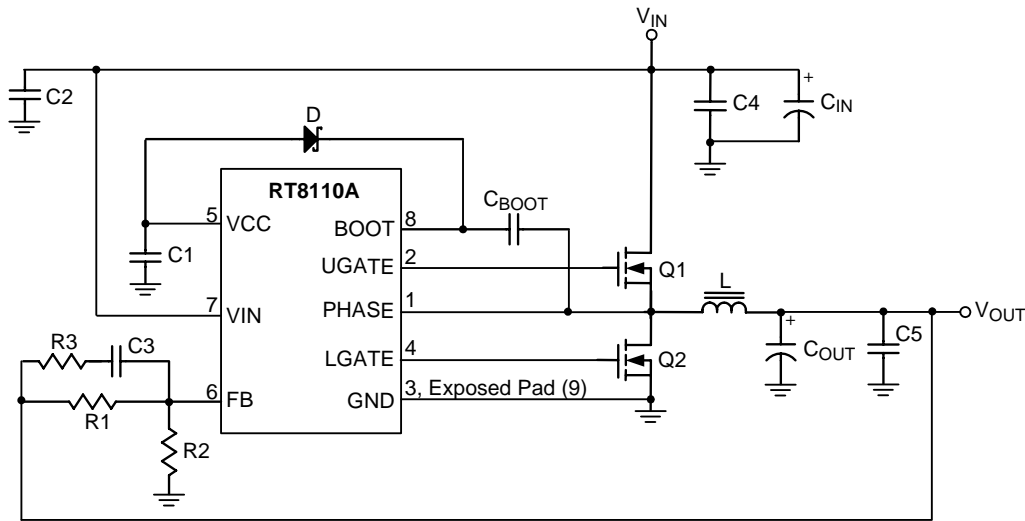 VIN
C2
C4
+
CIN
D
RT8110A
5
VCC
BOOT
8
CBOOT
C1
UGATE
2
Q1
7
VIN
PHASE
1
L
VOUT
R3
C3
LGATE
4
Q2
+
COUT
C5
6
FB
GND
3, Exposed Pad (9)
R1
R2